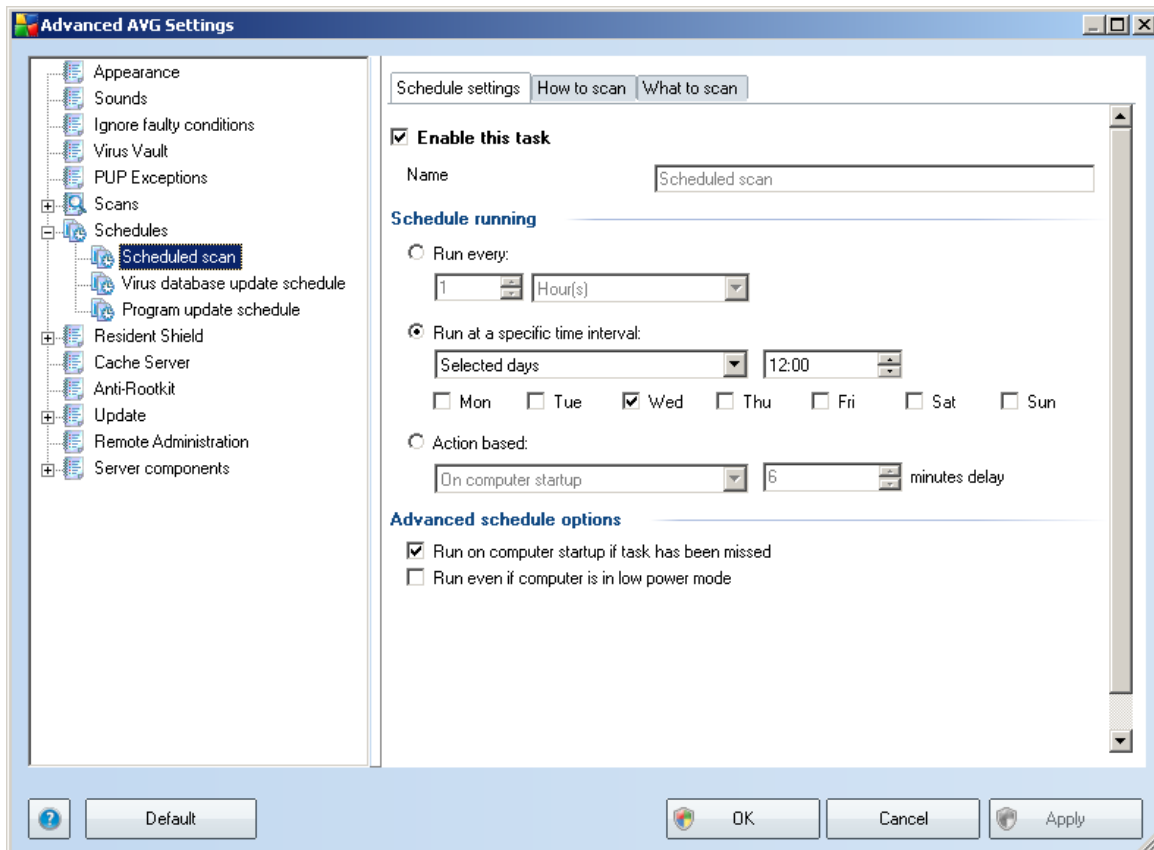 Advanced AVG Settings
Appearance
Sounds
Ignore faulty conditions
Virus Vault
PUP Exceptions
Scans
Schedules
Scheduled scan
Virus database update schedule
Program update schedule
Resident Shield
Cache Server
Anti-Rootkit
Update
Remote Administration
Server components
Schedule settings How to scan What to scan
Enable this task
Name Scheduled scan
Schedule running
Run every:
1 Hour(s)
Run at a specific time interval:
Selected days 12:00
Mon Tue Wed Thu Fri Sat Sun
Action based:
On computer startup 6 minutes delay
Advanced schedule options
Run on computer startup if task has been missed
Run even if computer is in low power mode
? Default OK Cancel Apply